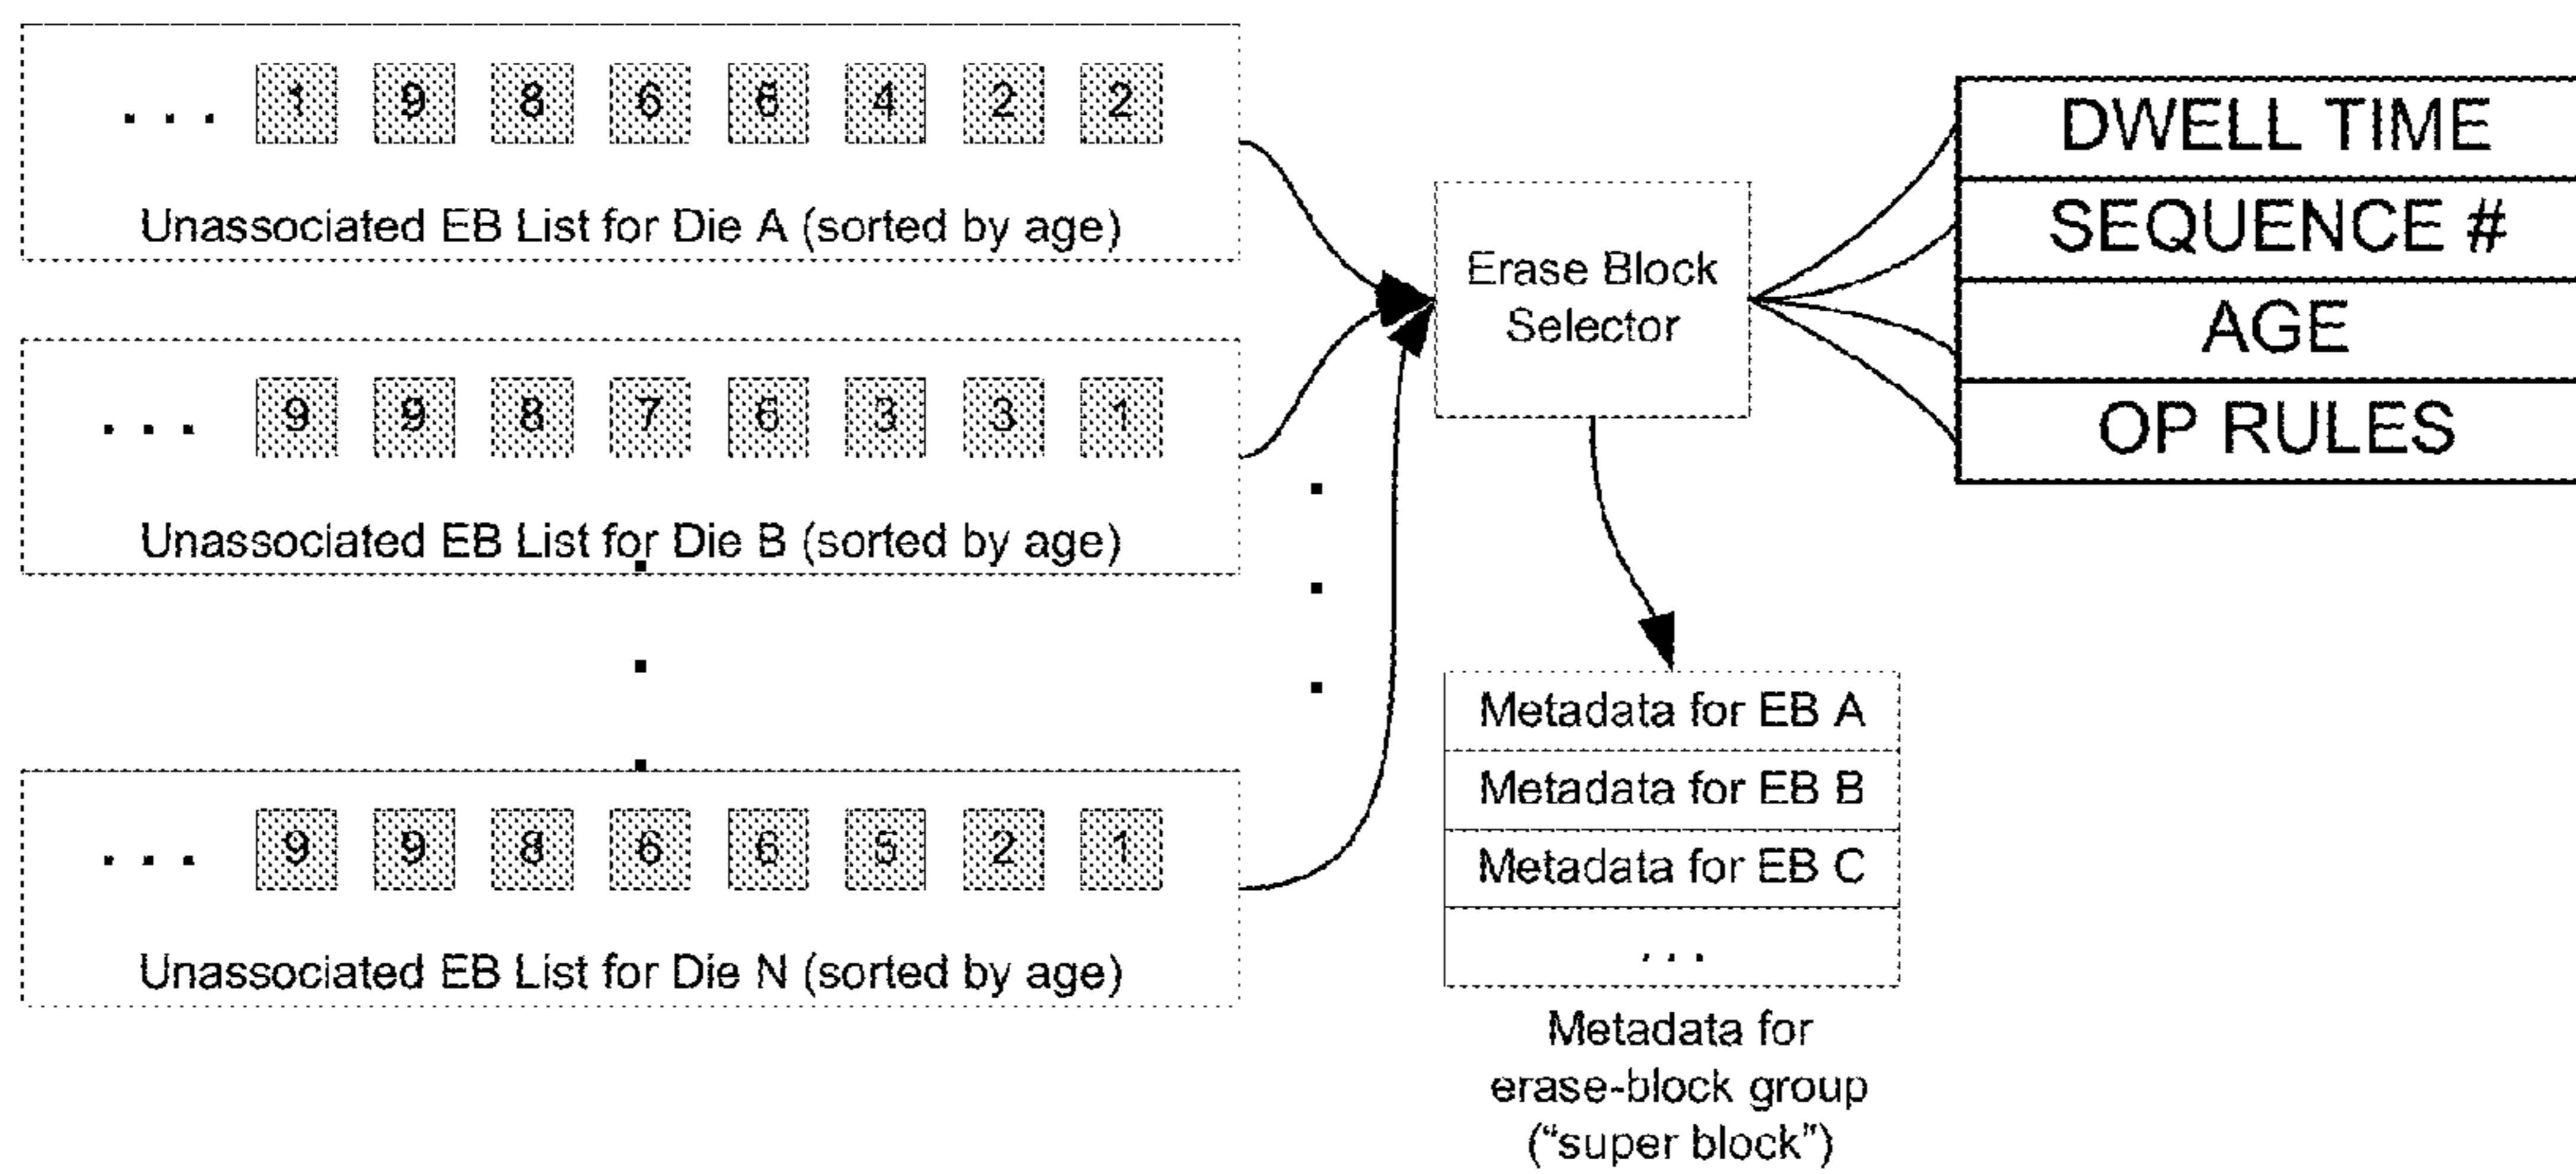 ... 1 9 8 6 6 4 2 2
Unassociated EB List for Die A (sorted by age)
... 9 9 8 7 6 3 3 1
Unassociated EB List for Die B (sorted by age)
... 9 9 8 6 6 5 2 1
Unassociated EB List for Die N (sorted by age)
Erase Block
Selector
DWELL TIME
SEQUENCE #
AGE
OP RULES
Metadata for EB A
Metadata for EB B
Metadata for EB C
...
Metadata for
erase-block group
(“super block”)